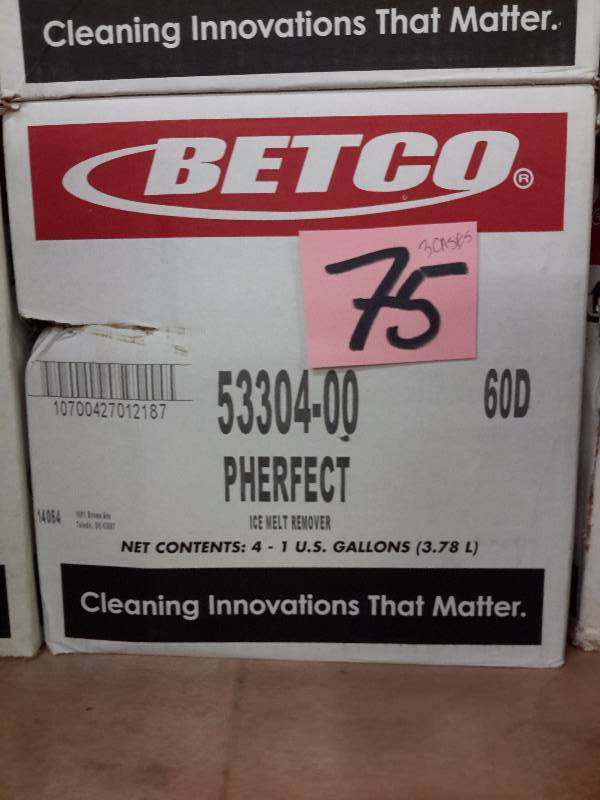 Cleaning Innovations That Matter.
BETCO®
3 CASES
75
53304-00
60D
10700427012187
PHERFECT
14064
ICE MELT REMOVER
NET CONTENTS: 4 - 1 U.S. GALLONS (3.78 L)
Cleaning Innovations That Matter.